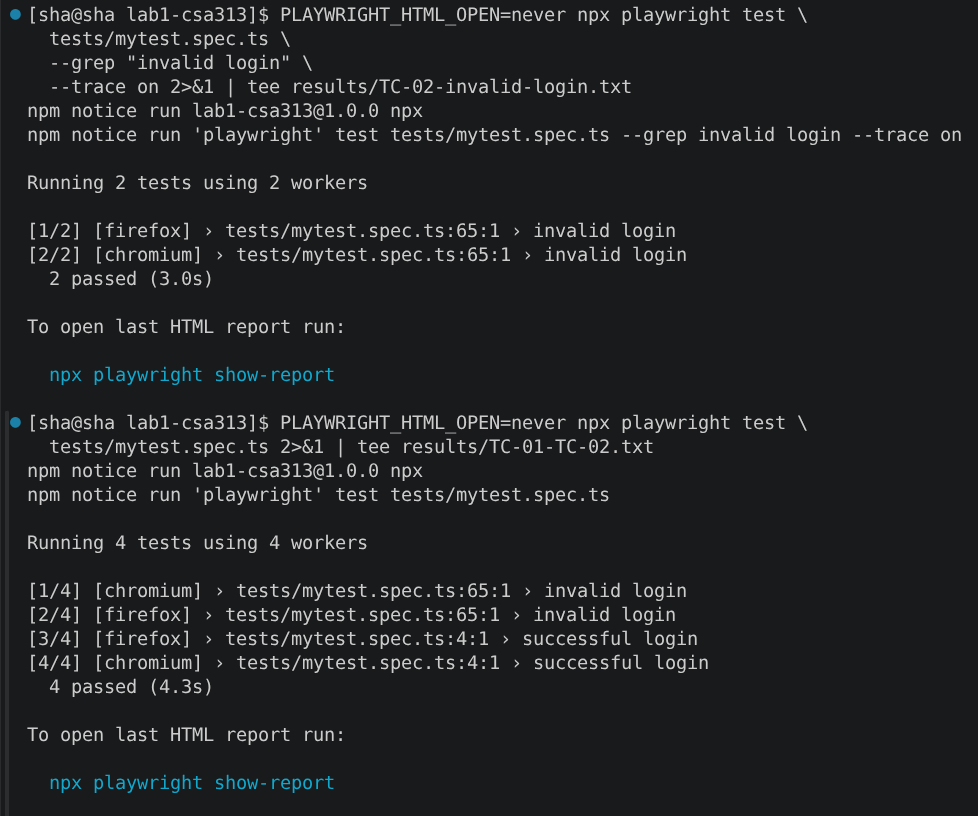 [sha@sha lab1-csa313]$ PLAYWRIGHT_HTML_OPEN=never npx playwright test \
  tests/mytest.spec.ts \
  --grep "invalid login" \
  --trace on 2>&1 | tee results/TC-02-invalid-login.txt
npm notice run lab1-csa313@1.0.0 npx
npm notice run 'playwright' test tests/mytest.spec.ts --grep invalid login --trace on

Running 2 tests using 2 workers

[1/2] [firefox] › tests/mytest.spec.ts:65:1 › invalid login
[2/2] [chromium] › tests/mytest.spec.ts:65:1 › invalid login
  2 passed (3.0s)

To open last HTML report run:

  npx playwright show-report

[sha@sha lab1-csa313]$ PLAYWRIGHT_HTML_OPEN=never npx playwright test \
  tests/mytest.spec.ts 2>&1 | tee results/TC-01-TC-02.txt
npm notice run lab1-csa313@1.0.0 npx
npm notice run 'playwright' test tests/mytest.spec.ts

Running 4 tests using 4 workers

[1/4] [chromium] › tests/mytest.spec.ts:65:1 › invalid login
[2/4] [firefox] › tests/mytest.spec.ts:65:1 › invalid login
[3/4] [firefox] › tests/mytest.spec.ts:4:1 › successful login
[4/4] [chromium] › tests/mytest.spec.ts:4:1 › successful login
  4 passed (4.3s)

To open last HTML report run:

  npx playwright show-report